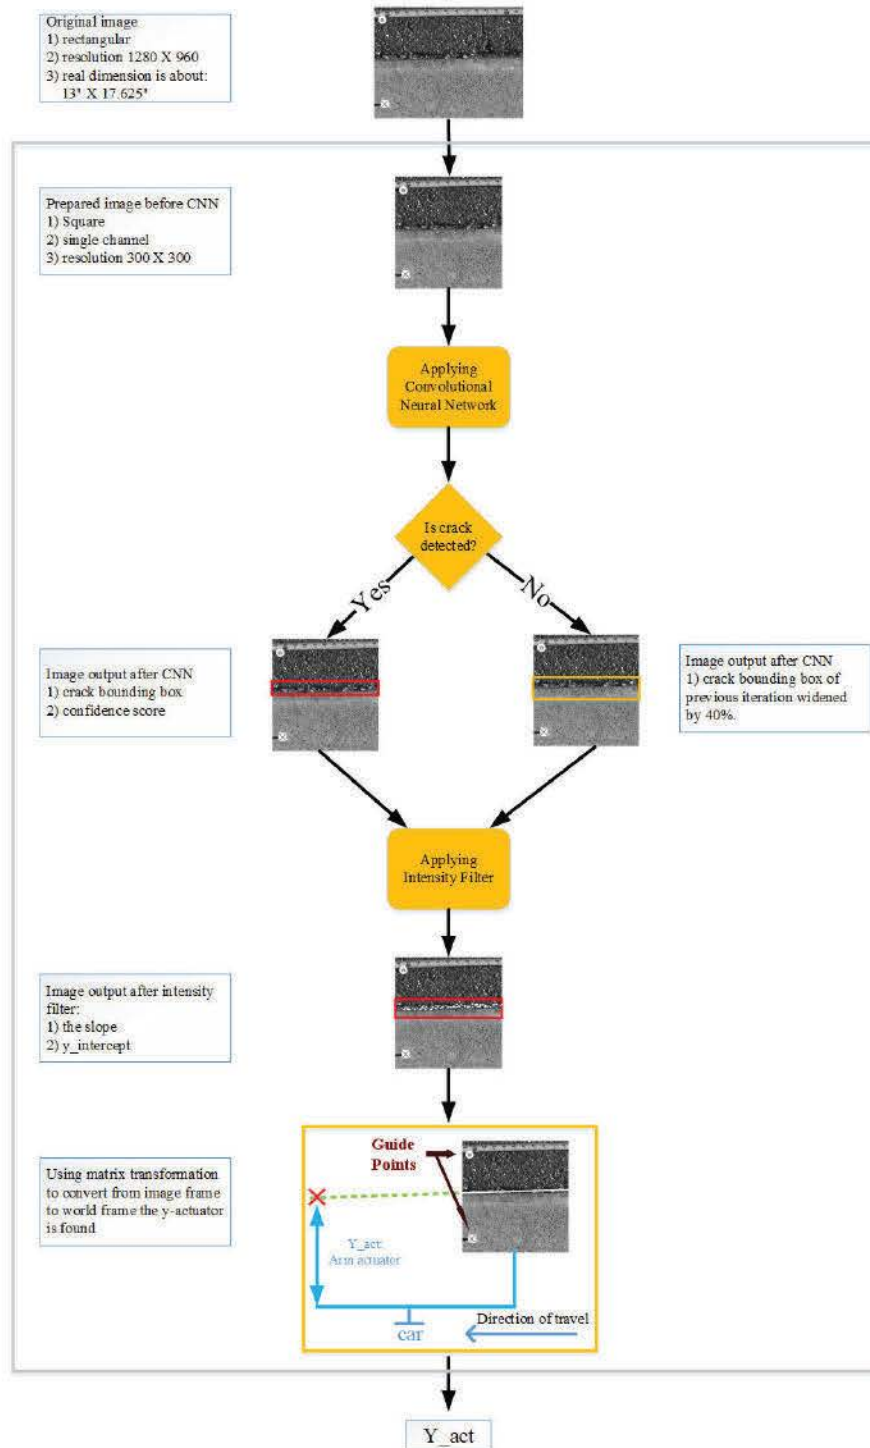 Original image
1) rectangular
2) resolution 1280 X 960
3) real dimension is about:
13" X 17.625"
Prepared image before CNN
1) Square
2) single channel
3) resolution 300 X 300
Applying
Convolutional
Neural Network
Is crack
detected?
Yes
No
Image output after CNN
1) crack bounding box
2) confidence score
Image output after CNN
1) crack bounding box of
previous iteration widened
by 40%.
Applying
Intensity Filter
Image output after intensity
filter:
1) the slope
2) y_intercept
Using matrix transformation
to convert from image frame
to world frame the y-actuator
is found
Guide
Points
Y_act:
Arm actuater
car
Direction of travel
Y_act